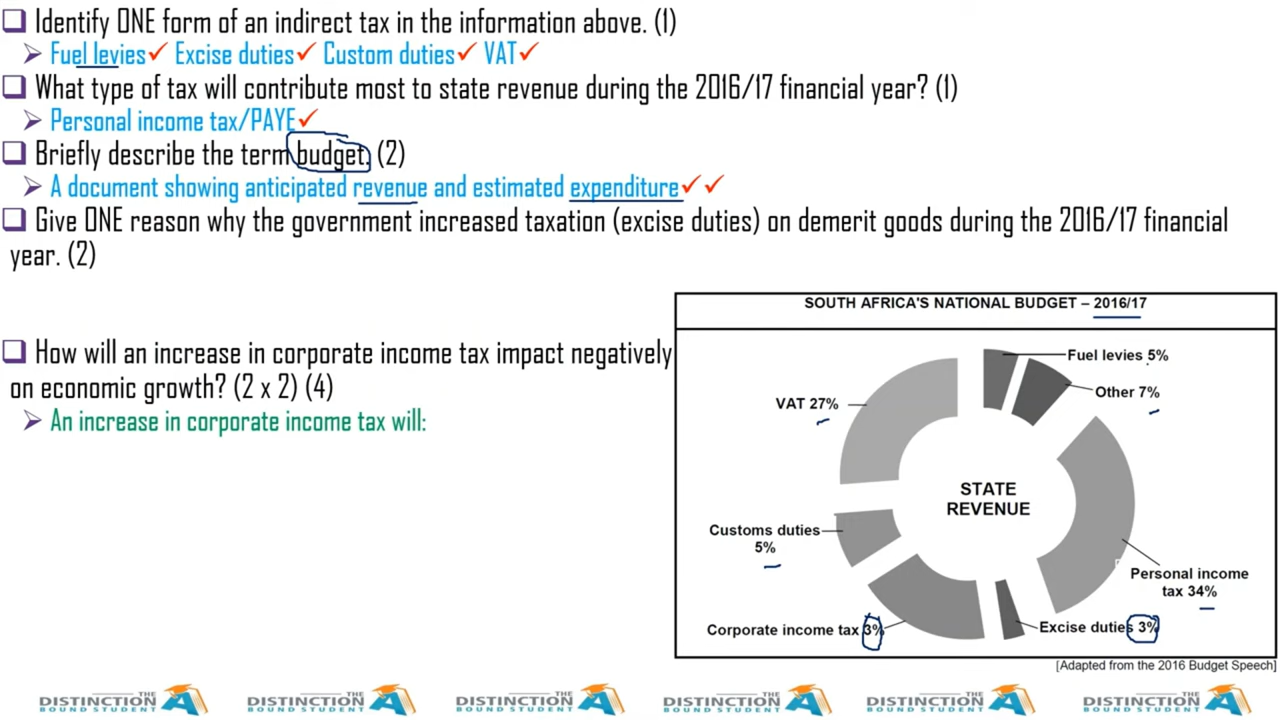 ❑ Identify ONE form of an indirect tax in the information above. (1)
➢ Fuel levies✓ Excise duties✓ Custom duties✓ VAT✓
❑ What type of tax will contribute most to state revenue during the 2016/17 financial year? (1)
➢ Personal income tax/PAYE✓
❑ Briefly describe the term budget. (2)
➢ A document showing anticipated revenue and estimated expenditure✓✓
❑ Give ONE reason why the government increased taxation (excise duties) on demerit goods during the 2016/17 financial
year. (2)
❑ How will an increase in corporate income tax impact negatively
on economic growth? (2 x 2) (4)
➢ An increase in corporate income tax will:
SOUTH AFRICA'S NATIONAL BUDGET – 2016/17
Fuel levies 5%
Other 7%
VAT 27%
STATE
REVENUE
Customs duties
5%
Personal income
tax 34%
Corporate income tax 3%
Excise duties 3%
[Adapted from the 2016 Budget Speech]
THE
DISTINCTION
BOUND STUDENT
THE
DISTINCTION
BOUND STUDENT
THE
DISTINCTION
BOUND STUDENT
THE
DISTINCTION
BOUND STUDENT
THE
DISTINCTION
BOUND STUDENT
THE
DISTINCTION
BOUND STUDENT